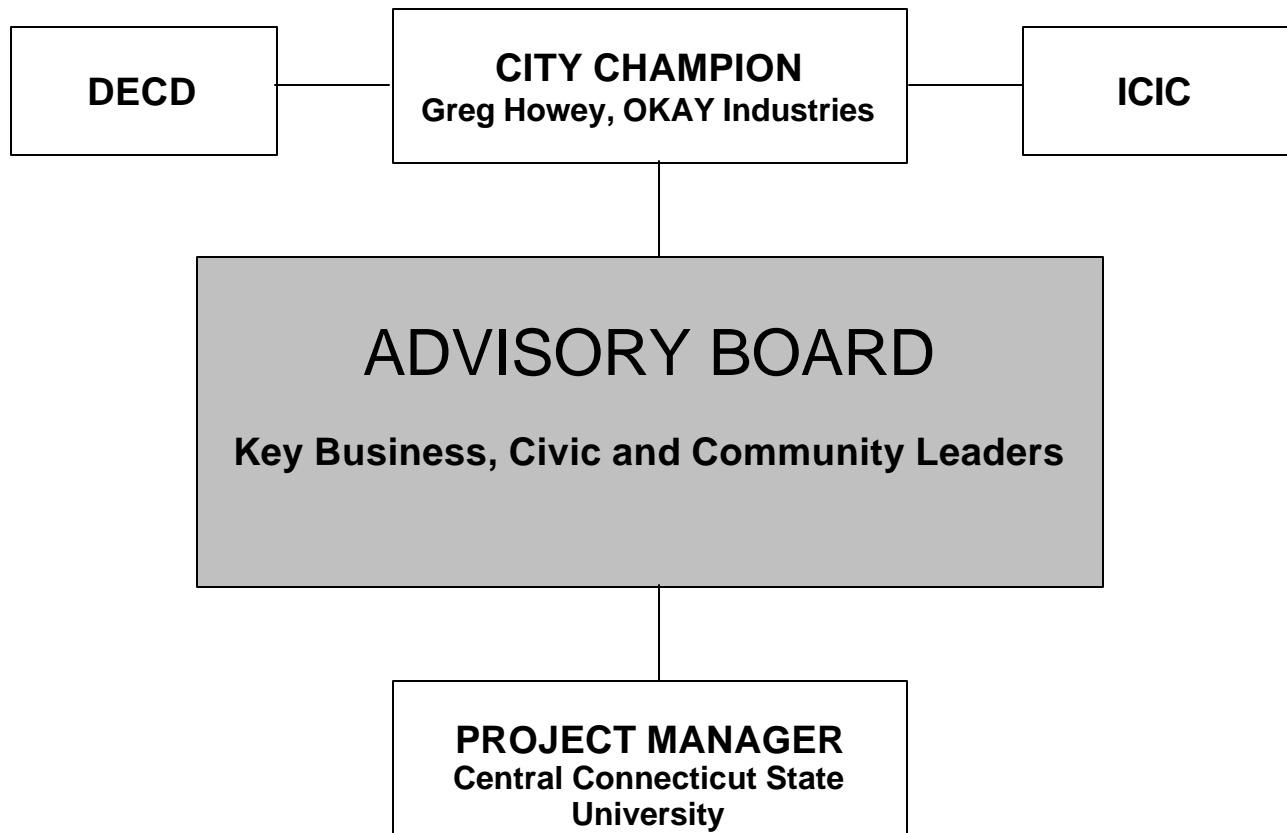 DECD
CITY CHAMPION
Greg Howey, OKAY Industries
ICIC
ADVISORY BOARD
Key Business, Civic and Community Leaders
PROJECT MANAGER
Central Connecticut State
University